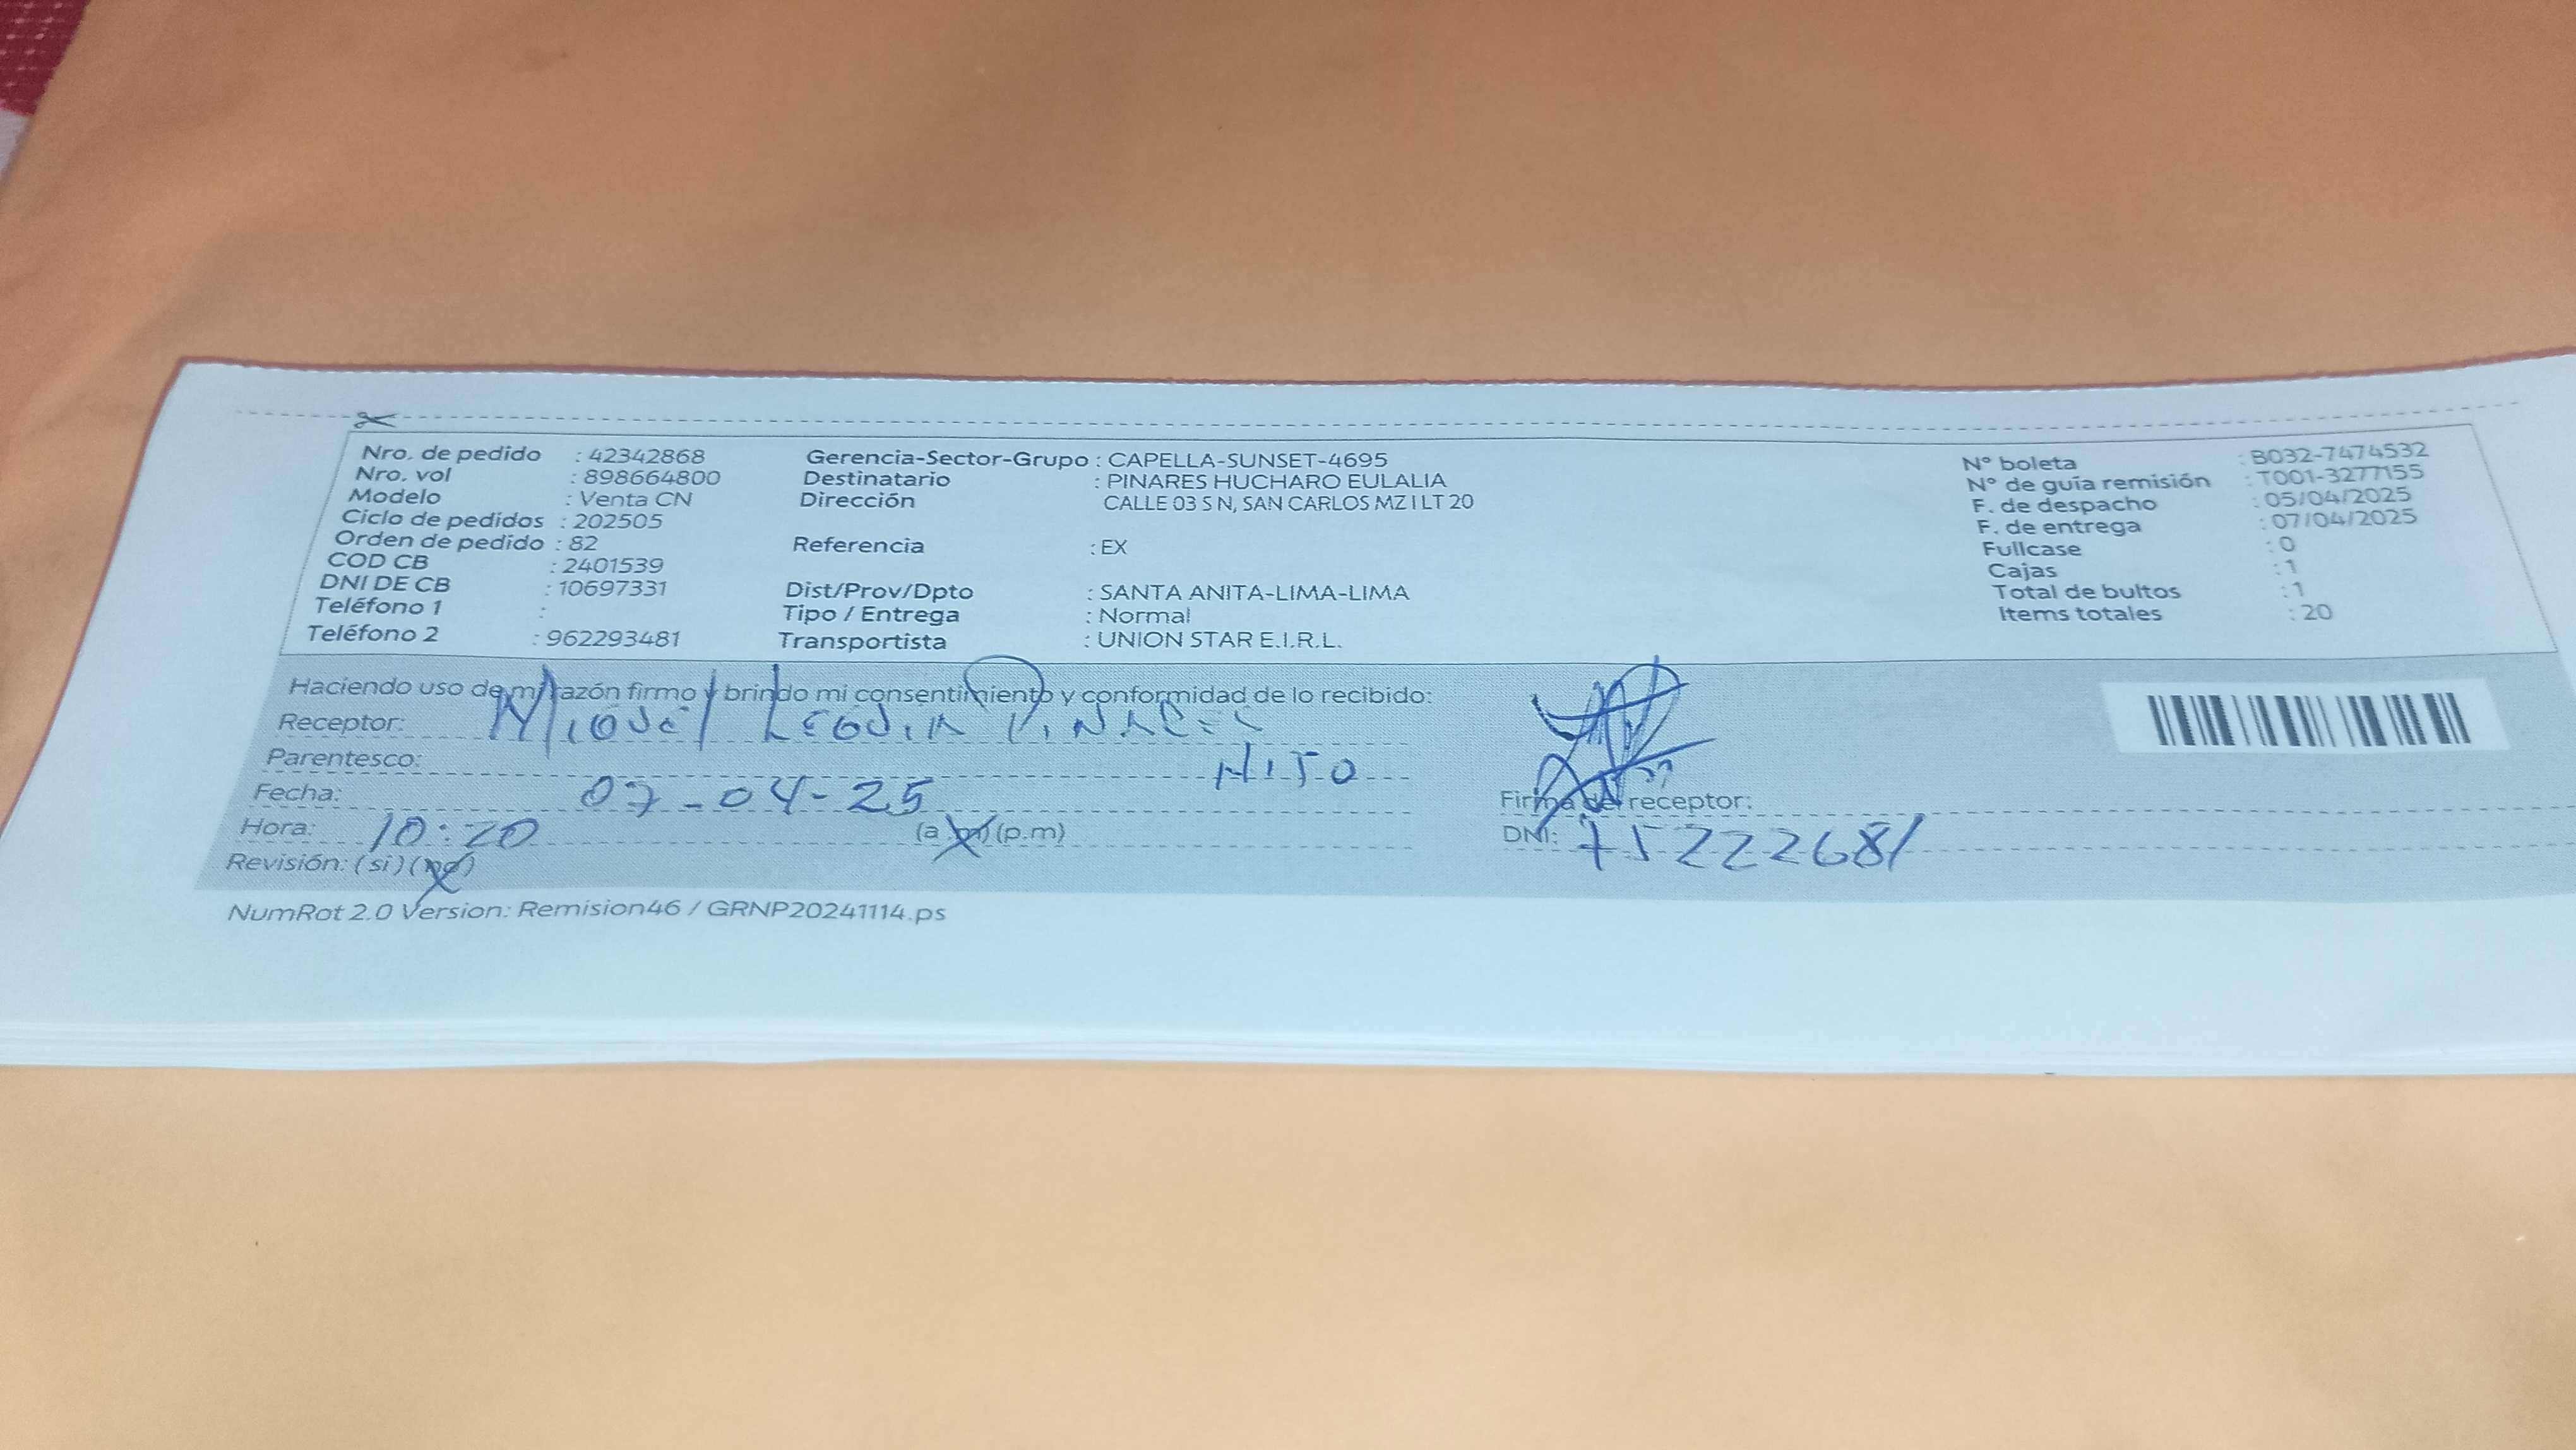 Nro. de pedido : 42342868
Nro. vol : 898664800
Modelo : Venta CN
Ciclo de pedidos : 202505
Orden de pedido : 82
COD CB : 2401539
DNI DE CB : 10697331
Teléfono 1 :
Teléfono 2 : 962293481
Gerencia-Sector-Grupo : CAPELLA-SUNSET-4695
Destinatario : PINARES HUCHARO EULALIA
Dirección CALLE 03 S N, SAN CARLOS MZ I LT 20
Referencia : EX
Dist/Prov/Dpto : SANTA ANITA-LIMA-LIMA
Tipo / Entrega : Normal
Transportista : UNION STAR E.I.R.L.
N° boleta : B032-7474532
N° de guía remisión : T001-3277155
F. de despacho : 05/04/2025
F. de entrega : 07/04/2025
Fullcase : 0
Cajas : 1
Total de bultos : 1
Items totales : 20
Haciendo uso de mi razón firmo y brindo mi consentimiento y conformidad de lo recibido:
Receptor: Miguel Leguia Pinares
Parentesco: HIJO
Fecha: 07-04-25
Hora: 10:20 (a.m) (p.m)
Revisión: (si) (no)
Firma del receptor:
DNI: 75222681
NumRot 2.0 Version: Remision46 / GRNP20241114.ps